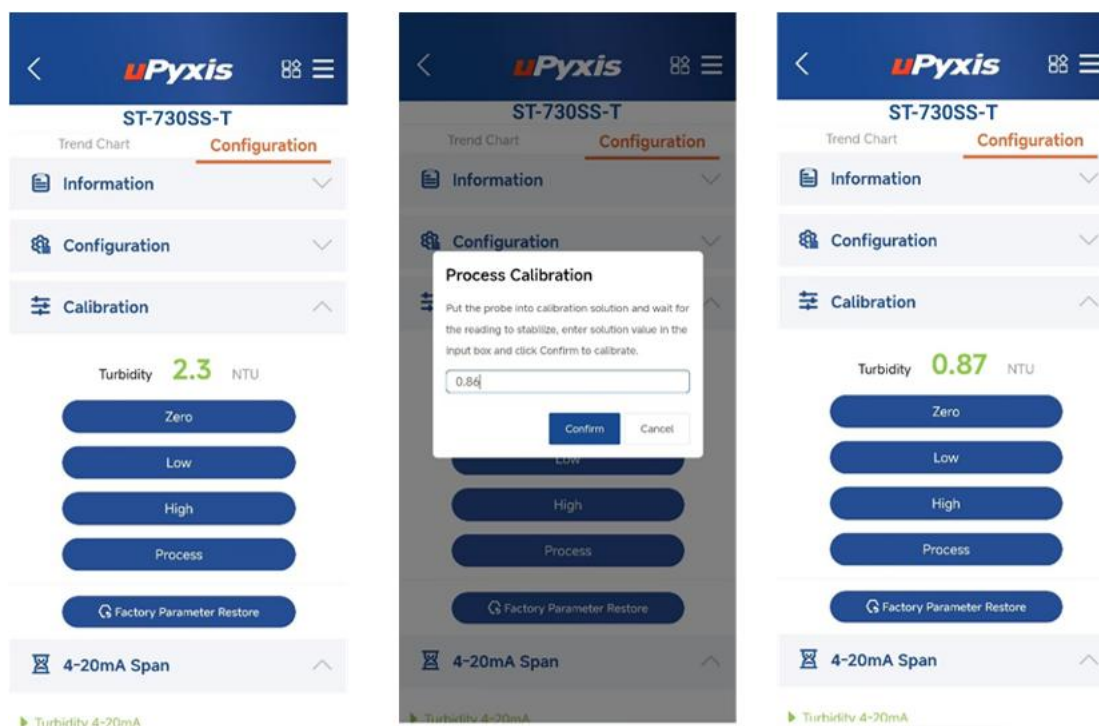 uPyxis
ST-730SS-T
Trend Chart Configuration
Information
Configuration
Calibration
Turbidity 2.3 NTU
Zero
Low
High
Process
Factory Parameter Restore
4-20mA Span
Turbidity 4-20mA
uPyxis
ST-730SS-T
Trend Chart Configuration
Information
Configuration
Process Calibration
Put the probe into calibration solution and wait for
the reading to stabilize, enter solution value in the
input box and click Confirm to calibrate.
0.86
Confirm Cancel
Low
High
Process
Factory Parameter Restore
4-20mA Span
Turbidity 4-20mA
uPyxis
ST-730SS-T
Trend Chart Configuration
Information
Configuration
Calibration
Turbidity 0.87 NTU
Zero
Low
High
Process
Factory Parameter Restore
4-20mA Span
Turbidity 4-20mA